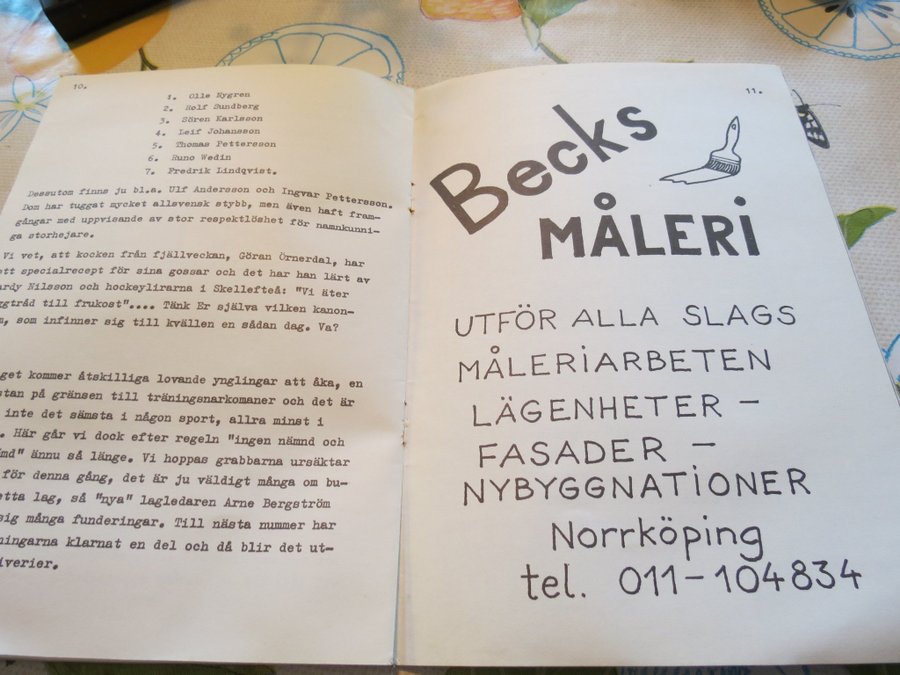 10.
1. Olle Nygren
2. Rolf Sundberg
3. Sören Karlsson
4. Leif Johansson
5. Thomas Pettersson
6. Runo Wedin
7. Fredrik Lindqvist.
Dessutom finns ju bl.a. Ulf Andersson och Ingvar Pettersson.
Dom har tuggat mycket allsvensk stybb, men även haft fram-
gångar med uppvisande av stor respektlöshet för namnkunni-
ga storhejare.
Vi vet, att kocken från fjällveckan, Göran Örnerdal, har
ett specialrecept för sina gossar och det har han lärt av
ardy Nilsson och hockeylirarna i Skellefteå: "Vi äter
ggtråd till frukost".... Tänk Er själva vilken kanon-
m, som infinner sig till kvällen en sådan dag. Va?
get kommer åtskilliga lovande ynglingar att åka, en
stan på gränsen till träningsnarkomaner och det är
inte det sämsta i någon sport, allra minst i
. Här går vi dock efter regeln "ingen nämnd och
md" ännu så länge. Vi hoppas grabbarna ursäktar
för denna gång, det är ju väldigt många om bu-
etta lag, så "nya" lagledaren Arne Bergström
sig många funderingar. Till nästa nummer har
ningarna klarnat en del och då blir det ut-
iverier.
11.
Becks
MÅLERI
UTFÖR ALLA SLAGS
MÅLERIARBETEN
LÄGENHETER -
FASADER -
NYBYGGNATIONER
Norrköping
tel. 011-104834